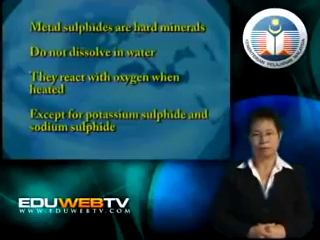 Metal sulphides are hard minerals
Do not dissolve in water
They react with oxygen when
heated
Except for potassium sulphide and
sodium sulphide
EDUWEBTV
WWW.EDUWEBTV.COM